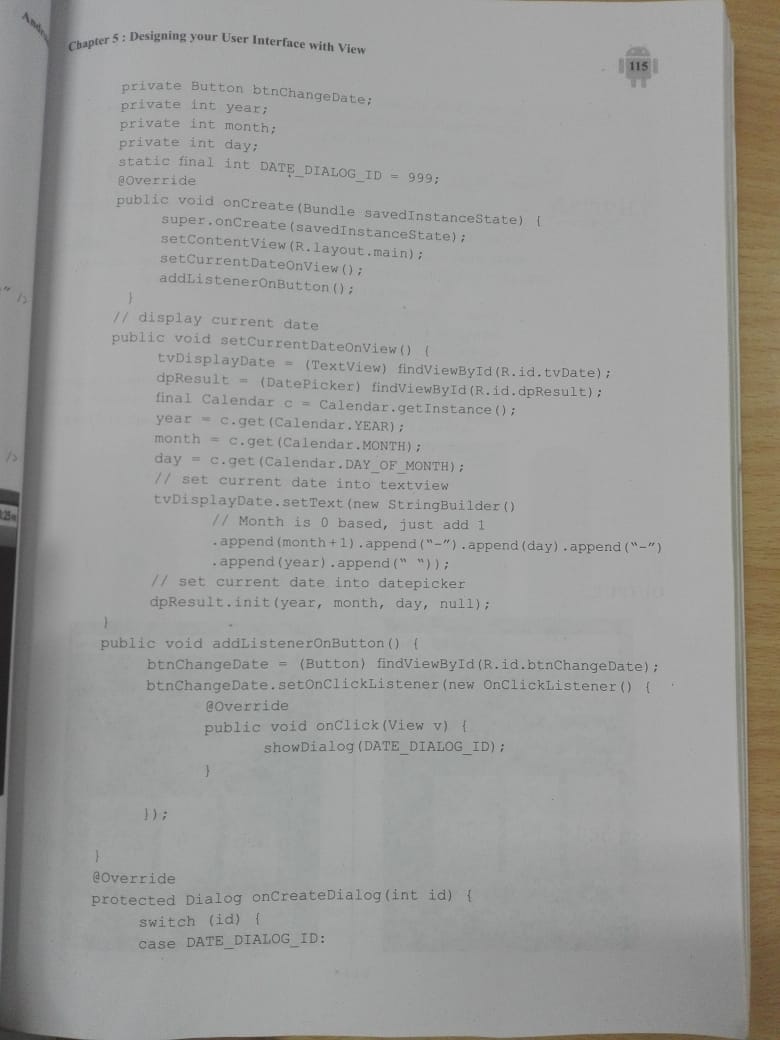 Chapter 5 : Designing your User Interface with View
115
private Button btnChangeDate;
private int year;
private int month;
private int day;
static final int DATE_DIALOG_ID = 999;
@Override
public void onCreate(Bundle savedInstanceState) {
super.onCreate(savedInstanceState);
setContentView(R.layout.main);
setCurrentDateOnView();
addListenerOnButton();
}
// display current date
public void setCurrentDateOnView() {
tvDisplayDate = (TextView) findViewById(R.id.tvDate);
dpResult = (DatePicker) findViewById(R.id.dpResult);
final Calendar c = Calendar.getInstance();
year = c.get(Calendar.YEAR);
month = c.get(Calendar.MONTH);
day = c.get(Calendar.DAY_OF_MONTH);
// set current date into textview
tvDisplayDate.setText(new StringBuilder()
// Month is 0 based, just add 1
.append(month+1).append(“-”).append(day).append(“-”)
.append(year).append(“ “));
// set current date into datepicker
dpResult.init(year, month, day, null);
}
public void addListenerOnButton() {
btnChangeDate = (Button) findViewById(R.id.btnChangeDate);
btnChangeDate.setOnClickListener(new OnClickListener() {
@Override
public void onClick(View v) {
showDialog(DATE_DIALOG_ID);
}
});
}
@Override
protected Dialog onCreateDialog(int id) {
switch (id) {
case DATE_DIALOG_ID: